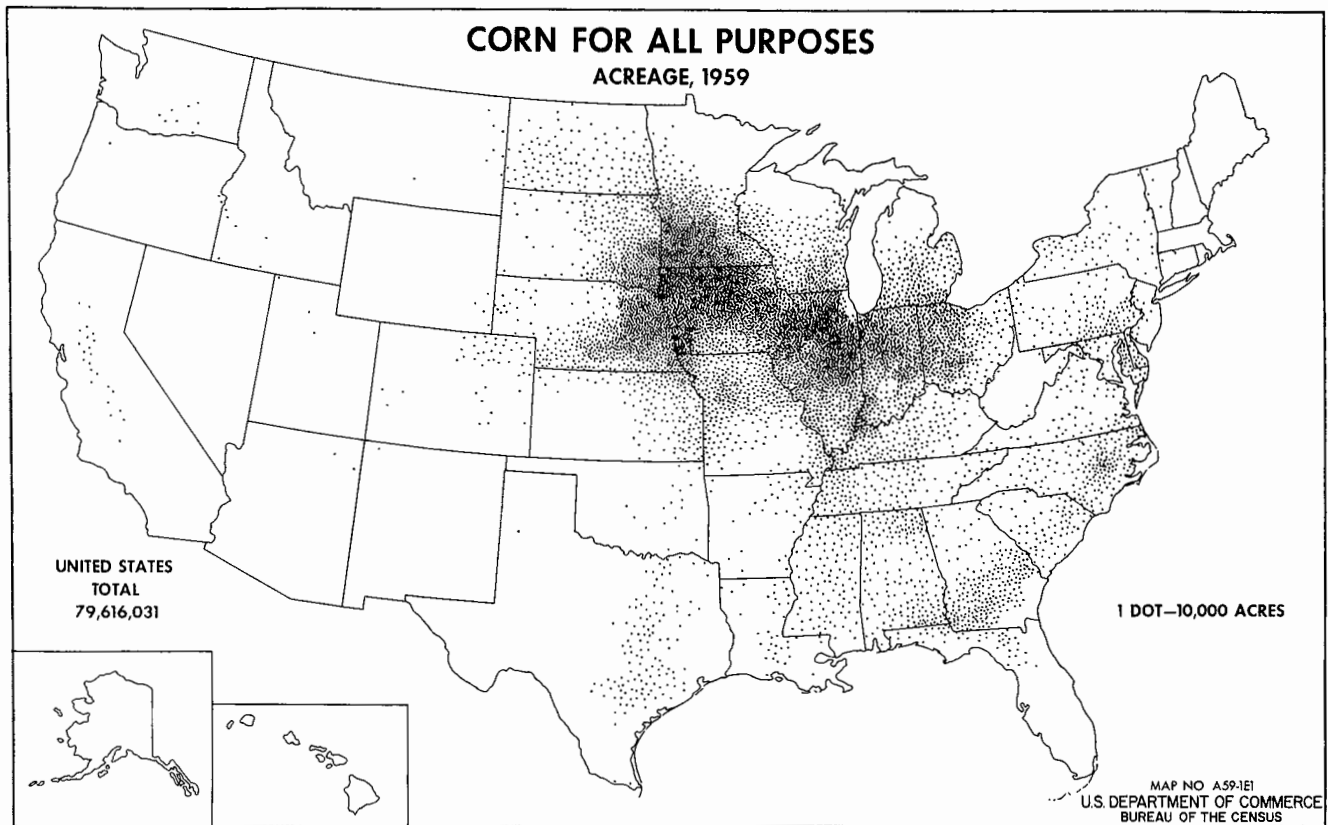 CORN FOR ALL PURPOSES
ACREAGE, 1959
UNITED STATES
TOTAL
79,616,031
1 DOT—10,000 ACRES
MAP NO A59-1E1
U.S. DEPARTMENT OF COMMERCE
BUREAU OF THE CENSUS